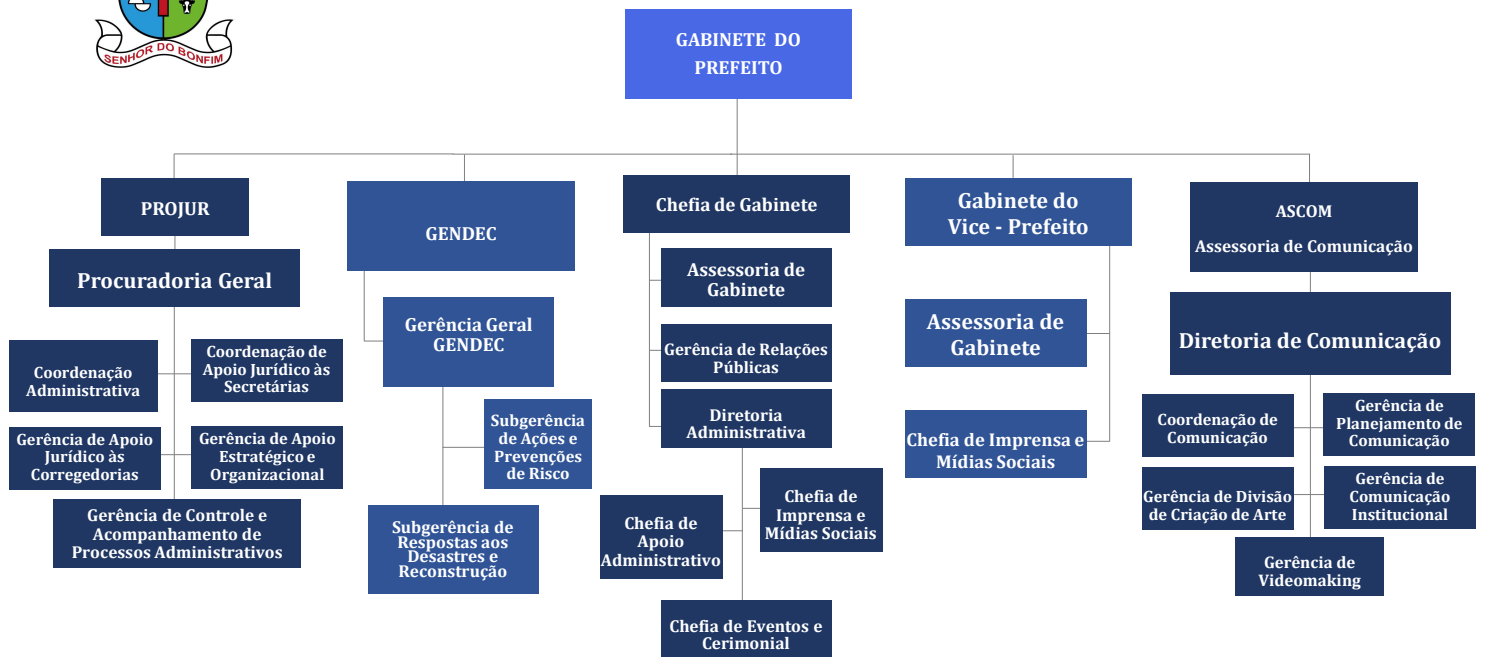 SENHOR DO BONFIM
GABINETE DO
PREFEITO
PROJUR
Procuradoria Geral
Coordenação
Administrativa
Coordenação de
Apoio Jurídico às
Secretárias
Gerência de Apoio
Jurídico às
Corregedorias
Gerência de Apoio
Estratégico e
Organizacional
Gerência de Controle e
Acompanhamento de
Processos Administrativos
GENDEC
Gerência Geral
GENDEC
Subgerência
de Ações e
Prevenções
de Risco
Subgerência de
Respostas aos
Desastres e
Reconstrução
Chefia de Gabinete
Assessoria de
Gabinete
Gerência de Relações
Públicas
Diretoria
Administrativa
Chefia de
Imprensa e
Mídias Sociais
Chefia de
Apoio
Administrativo
Chefia de Eventos e
Cerimonial
Gabinete do
Vice - Prefeito
Assessoria de
Gabinete
Chefia de Imprensa e
Mídias Sociais
ASCOM
Assessoria de Comunicação
Diretoria de Comunicação
Coordenação de
Comunicação
Gerência de
Planejamento de
Comunicação
Gerência de Divisão
de Criação de Arte
Gerência de
Comunicação
Institucional
Gerência de
Videomaking